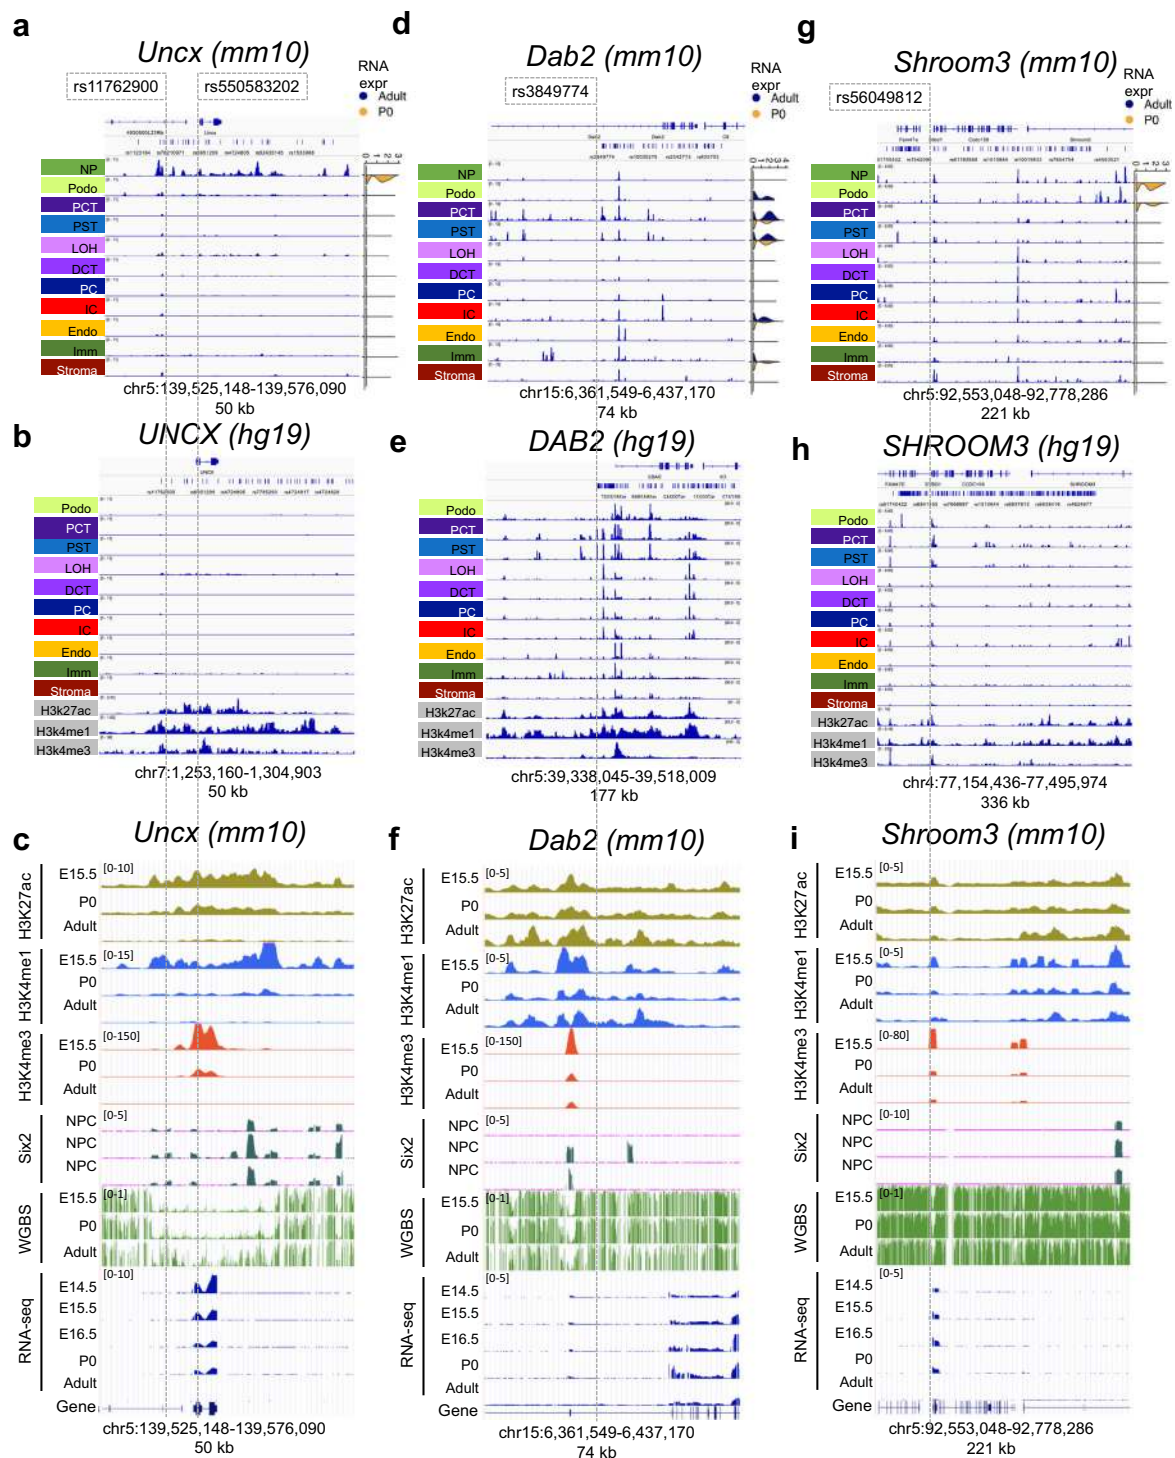 a
Uncx (mm10)
rs11762900
rs550583202
RNA
expr
Adult
P0
NP
Podo
PCT
PST
LOH
DCT
PC
IC
Endo
Imm
Stroma
chr5:139,525,148-139,576,090
50 kb
b
UNCX (hg19)
Podo
PCT
PST
LOH
DCT
PC
IC
Endo
Imm
Stroma
H3k27ac
H3k4me1
H3k4me3
chr7:1,253,160-1,304,903
50 kb
c
Uncx (mm10)
H3K27ac
E15.5
[0-10]
P0
Adult
H3K4me1
E15.5
[0-15]
P0
Adult
H3K4me3
E15.5
[0-150]
P0
Adult
Six2
NPC
[0-5]
NPC
NPC
WGBS
E15.5
[0-1]
P0
Adult
RNA-seq
E14.5
[0-10]
E15.5
E16.5
P0
Adult
Gene
chr5:139,525,148-139,576,090
50 kb
d
Dab2 (mm10)
rs3849774
RNA
expr
Adult
P0
NP
Podo
PCT
PST
LOH
DCT
PC
IC
Endo
Imm
Stroma
chr15:6,361,549-6,437,170
74 kb
e
DAB2 (hg19)
Podo
PCT
PST
LOH
DCT
PC
IC
Endo
Imm
Stroma
H3k27ac
H3k4me1
H3k4me3
chr5:39,338,045-39,518,009
177 kb
f
Dab2 (mm10)
H3K27ac
E15.5
[0-5]
P0
Adult
H3K4me1
E15.5
[0-5]
P0
Adult
H3K4me3
E15.5
[0-150]
P0
Adult
Six2
NPC
[0-5]
NPC
NPC
WGBS
E15.5
[0-1]
P0
Adult
RNA-seq
E14.5
[0-5]
E15.5
E16.5
P0
Adult
Gene
chr15:6,361,549-6,437,170
74 kb
g
Shroom3 (mm10)
rs56049812
RNA
expr
Adult
P0
NP
Podo
PCT
PST
LOH
DCT
PC
IC
Endo
Imm
Stroma
chr5:92,553,048-92,778,286
221 kb
h
SHROOM3 (hg19)
Podo
PCT
PST
LOH
DCT
PC
IC
Endo
Imm
Stroma
H3k27ac
H3k4me1
H3k4me3
chr4:77,154,436-77,495,974
336 kb
i
Shroom3 (mm10)
H3K27ac
E15.5
[0-5]
P0
Adult
H3K4me1
E15.5
[0-5]
P0
Adult
H3K4me3
E15.5
[0-80]
P0
Adult
Six2
NPC
[0-10]
NPC
NPC
WGBS
E15.5
[0-1]
P0
Adult
RNA-seq
E14.5
[0-5]
E15.5
E16.5
P0
Adult
Gene
chr5:92,553,048-92,778,286
221 kb